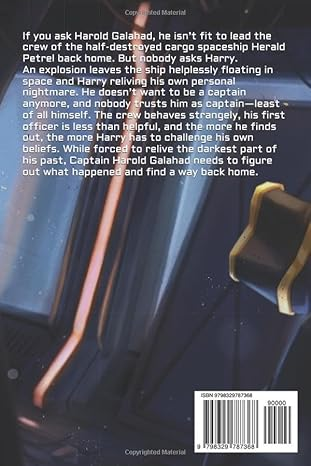 If you ask Harold Galahad, he isn't fit to lead the
crew of the half-destroyed cargo spaceship Herald
Petrel back home. But nobody asks Harry.
An explosion leaves the ship helplessly floating in
space and Harry reliving his own personal
nightmare. He doesn't want to be a captain
anymore, and nobody trusts him as captain—least
of all himself. The crew behaves strangely, his first
officer is less than helpful, and the more he finds
out, the more Harry has to challenge his own
beliefs. While forced to relive the darkest part of
his past, Captain Harold Galahad needs to figure
out what happened and find a way back home.
ISBN 9798329787368
90000
9 798329 787368
Copyrighted Material